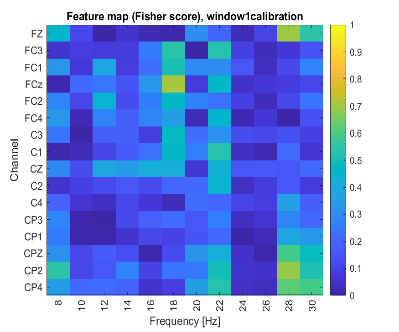 Feature map (Fisher score), window1calibration
FZ
FC3
FC1
FCz
FC2
FC4
C3
C1
CZ
C2
C4
CP3
CP1
CPZ
CP2
CP4
Channel
8 10 12 14 16 18 20 22 24 26 28 30
Frequency [Hz]
1
0.9
0.8
0.7
0.6
0.5
0.4
0.3
0.2
0.1
0